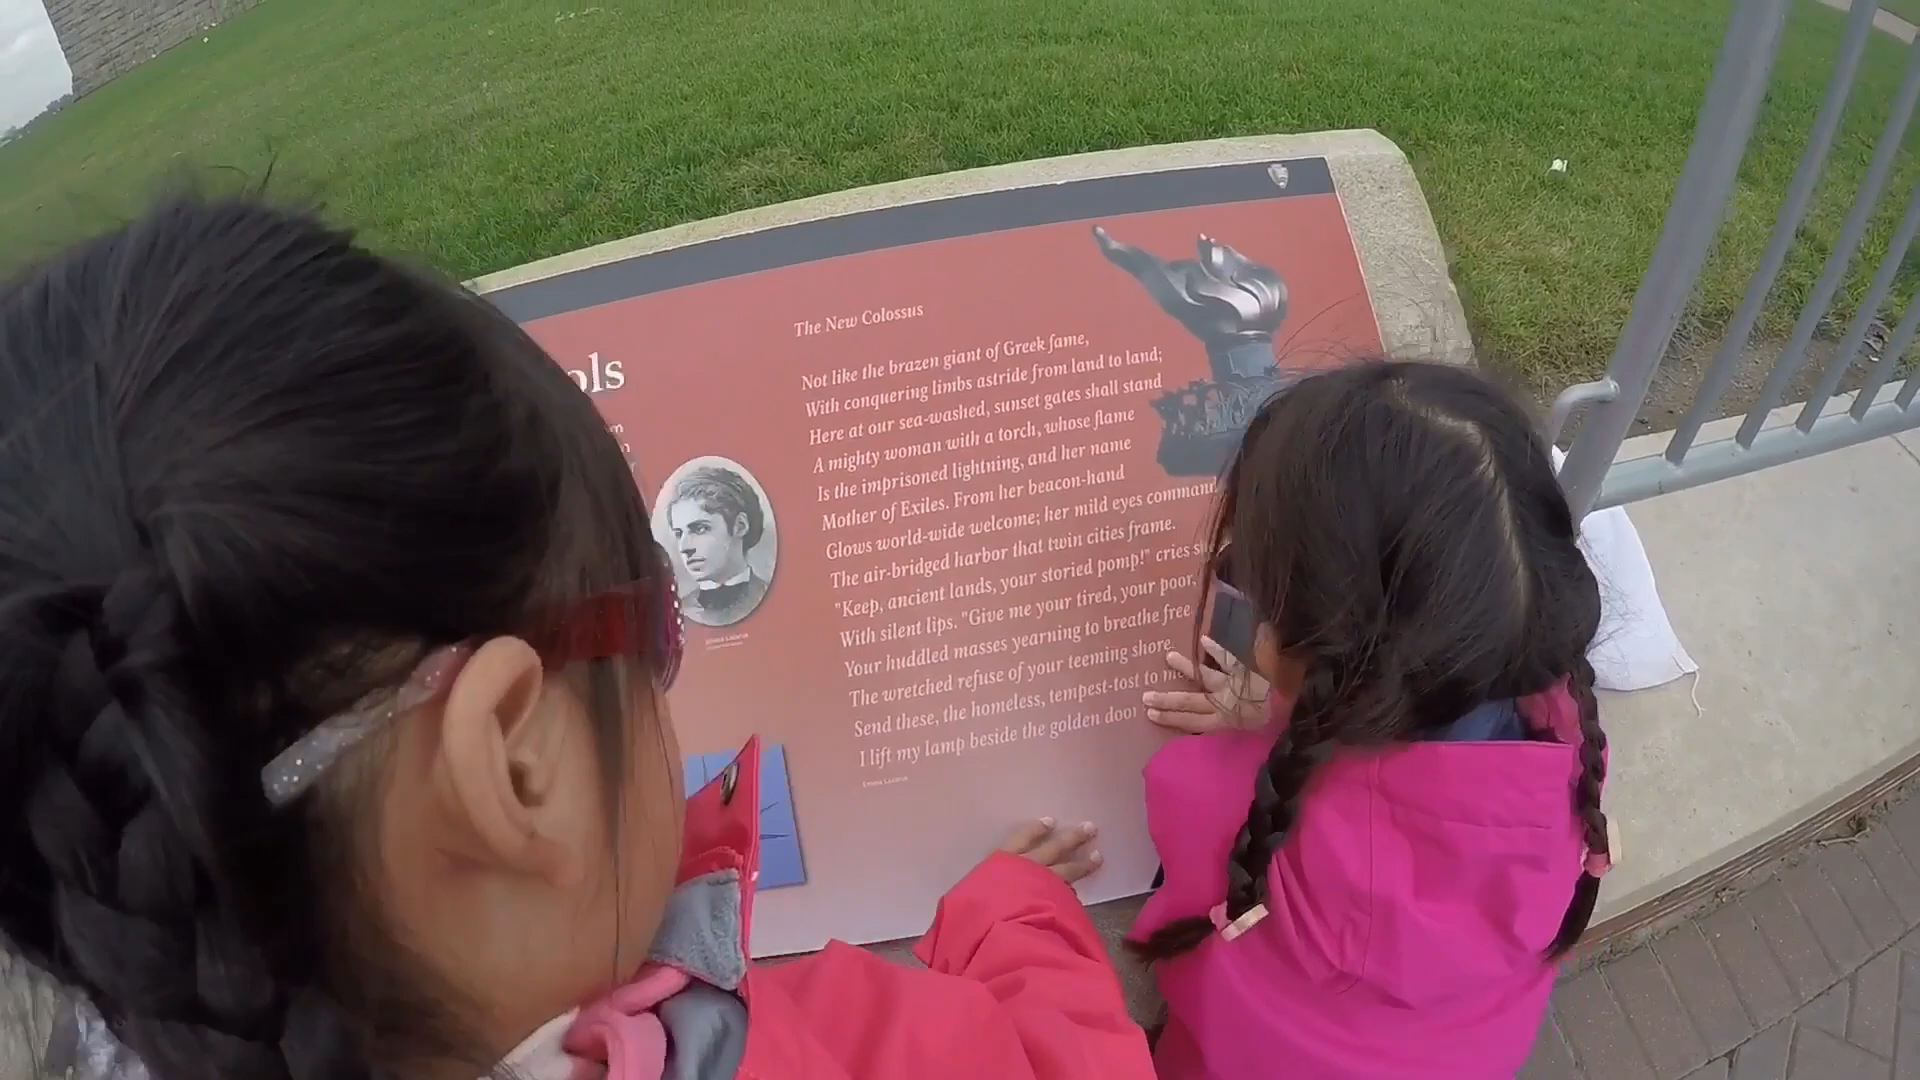 ols
The New Colossus
Not like the brazen giant of Greek fame,
With conquering limbs astride from land to land;
Here at our sea-washed, sunset gates shall stand
A mighty woman with a torch, whose flame
Is the imprisoned lightning, and her name
Mother of Exiles. From her beacon-hand
Glows world-wide welcome; her mild eyes comman
The air-bridged harbor that twin cities frame.
"Keep, ancient lands, your storied pomp!" cries s
With silent lips. "Give me your tired, your poor,
Your huddled masses yearning to breathe free
The wretched refuse of your teeming shore
Send these, the homeless, tempest-tost to m
I lift my lamp beside the golden door
Emma Lazarus
Emma Lazarus